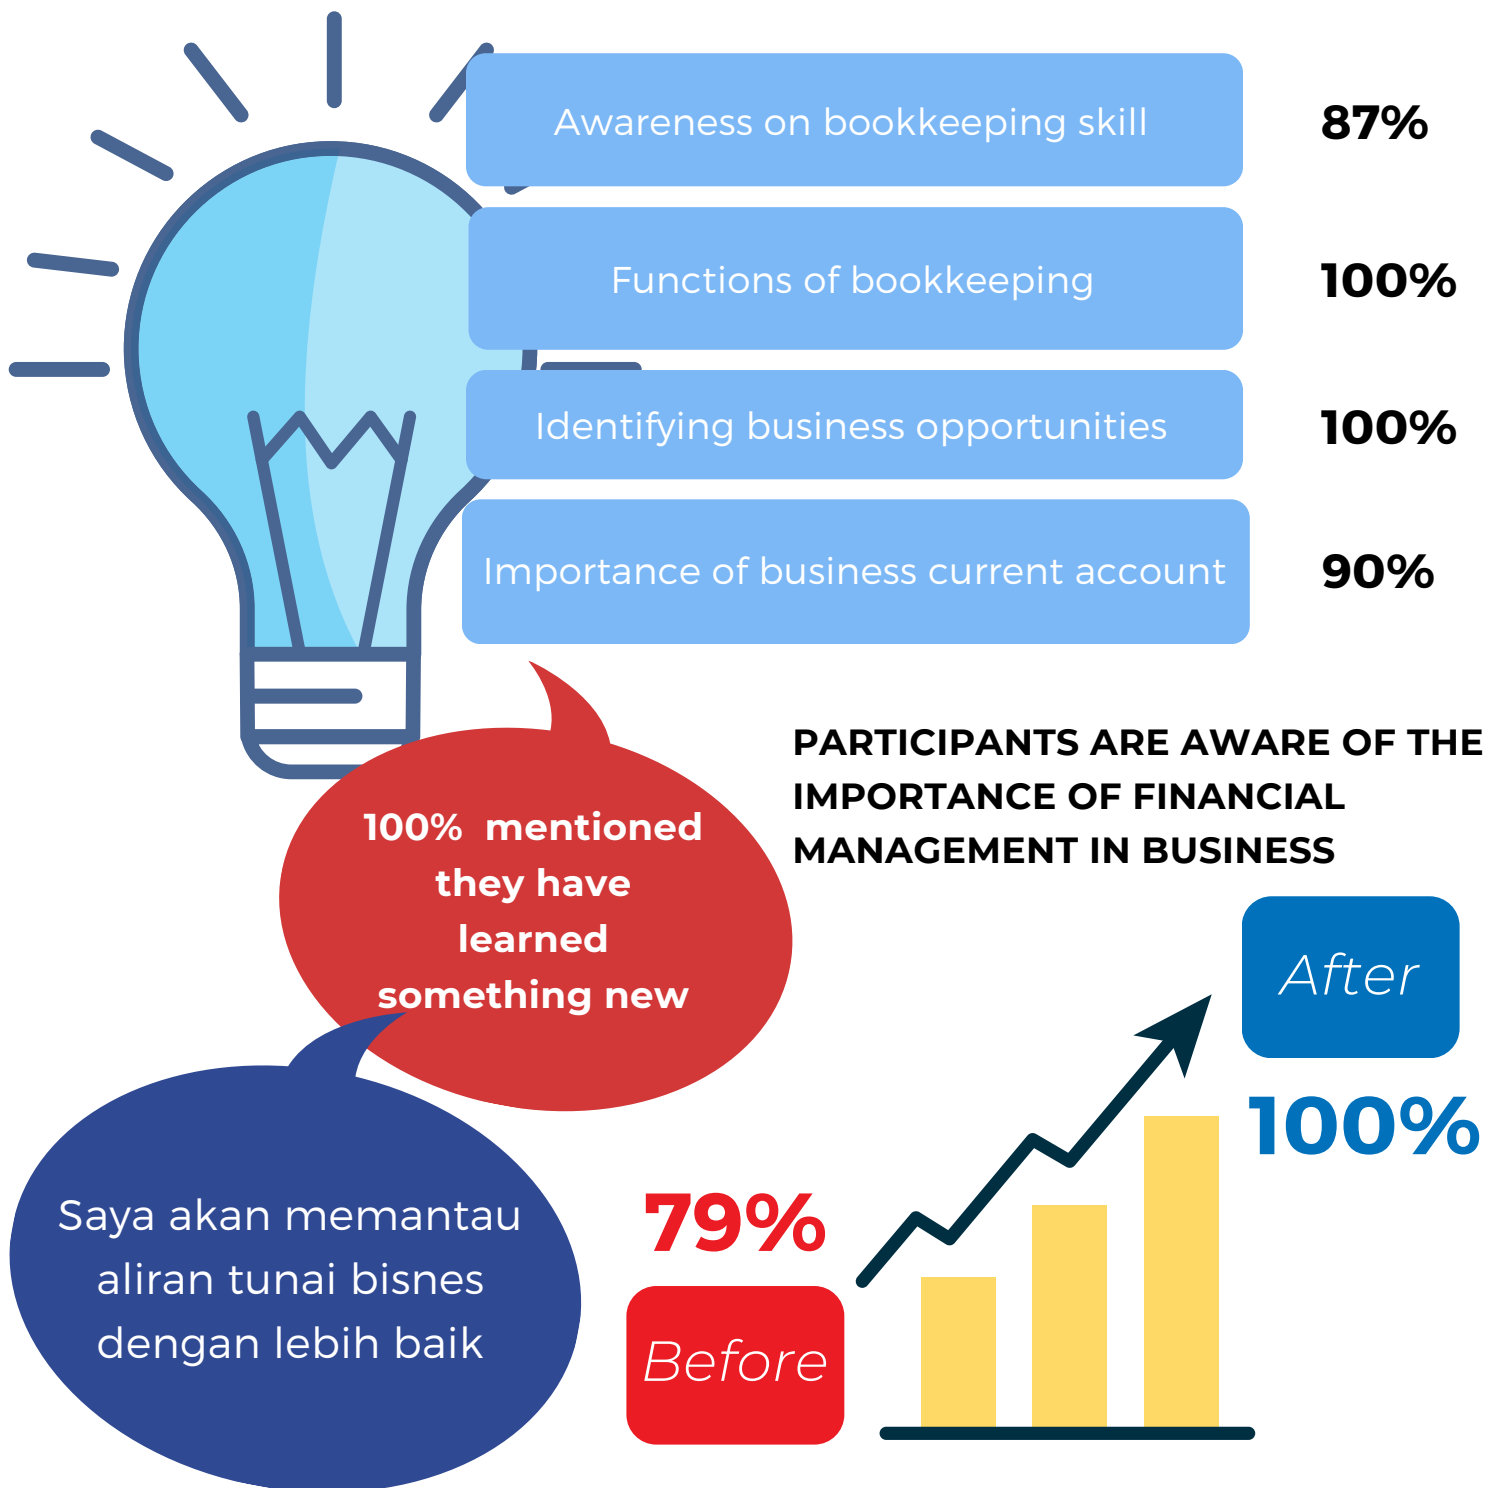 Awareness on bookkeeping skill
87%
Functions of bookkeeping
100%
Identifying business opportunities
100%
Importance of business current account
90%
PARTICIPANTS ARE AWARE OF THE
IMPORTANCE OF FINANCIAL
MANAGEMENT IN BUSINESS
100% mentioned
they have
learned
something new
After
100%
79%
Before
Saya akan memantau
aliran tunai bisnes
dengan lebih baik